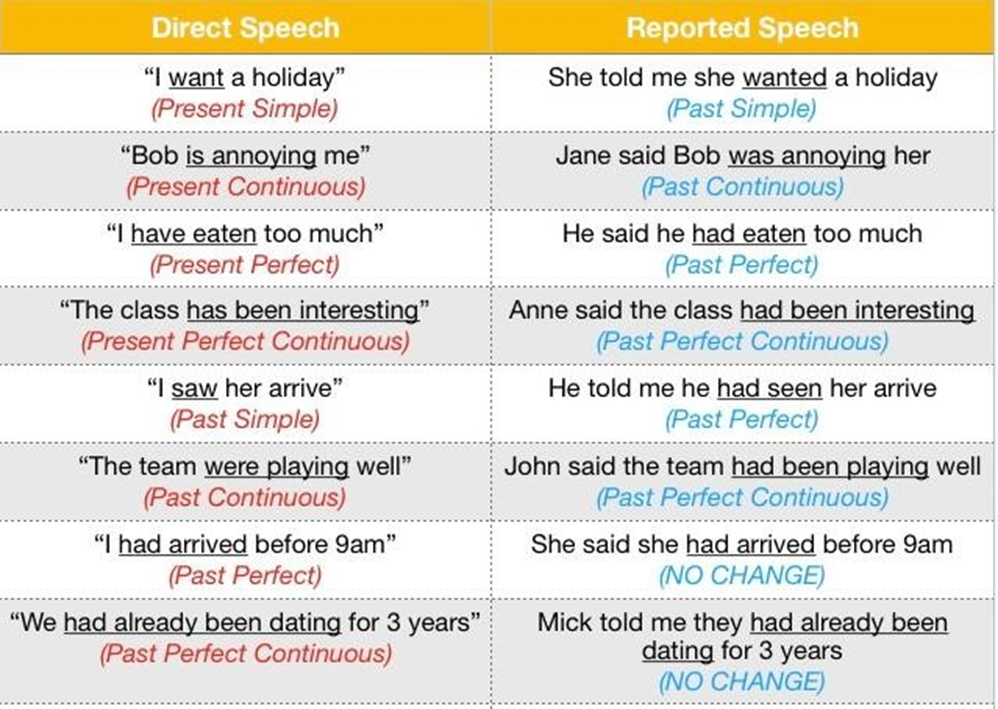 Direct Speech
Reported Speech
“I want a holiday”
(Present Simple)
She told me she wanted a holiday
(Past Simple)
“Bob is annoying me”
(Present Continuous)
Jane said Bob was annoying her
(Past Continuous)
“I have eaten too much”
(Present Perfect)
He said he had eaten too much
(Past Perfect)
“The class has been interesting”
(Present Perfect Continuous)
Anne said the class had been interesting
(Past Perfect Continuous)
“I saw her arrive”
(Past Simple)
He told me he had seen her arrive
(Past Perfect)
“The team were playing well”
(Past Continuous)
John said the team had been playing well
(Past Perfect Continuous)
“I had arrived before 9am”
(Past Perfect)
She said she had arrived before 9am
(NO CHANGE)
“We had already been dating for 3 years”
(Past Perfect Continuous)
Mick told me they had already been
dating for 3 years
(NO CHANGE)